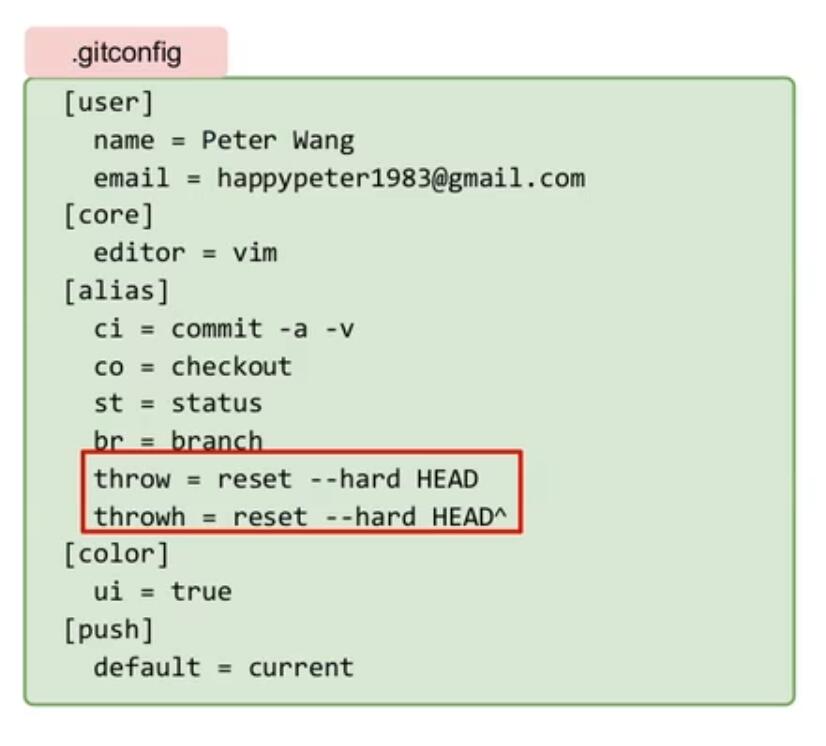 .gitconfig
[user]
name = Peter Wang
email = happypeter1983@gmail.com
[core]
editor = vim
[alias]
ci = commit -a -v
co = checkout
st = status
br = branch
throw = reset --hard HEAD
throwh = reset --hard HEAD^
[color]
ui = true
[push]
default = current